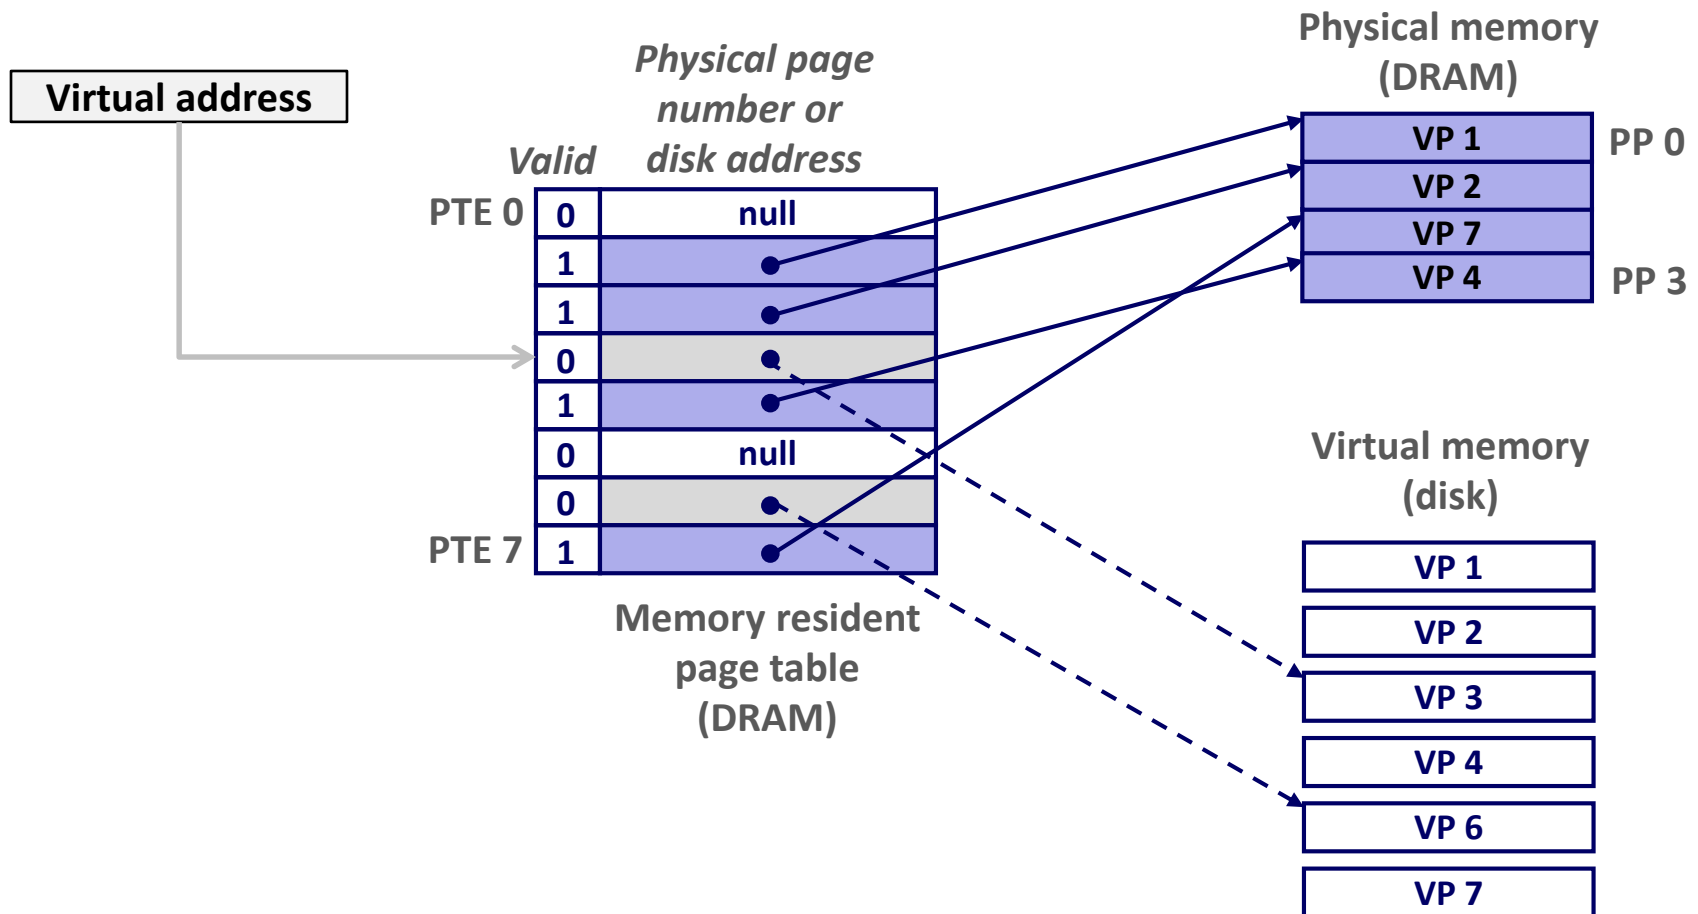 Virtual address
Physical page
number or
disk address
Valid
PTE 0
0
null
1
1
0
1
0
null
0
PTE 7
1
Memory resident
page table
(DRAM)
Physical memory
(DRAM)
VP 1
PP 0
VP 2
VP 7
VP 4
PP 3
Virtual memory
(disk)
VP 1
VP 2
VP 3
VP 4
VP 6
VP 7